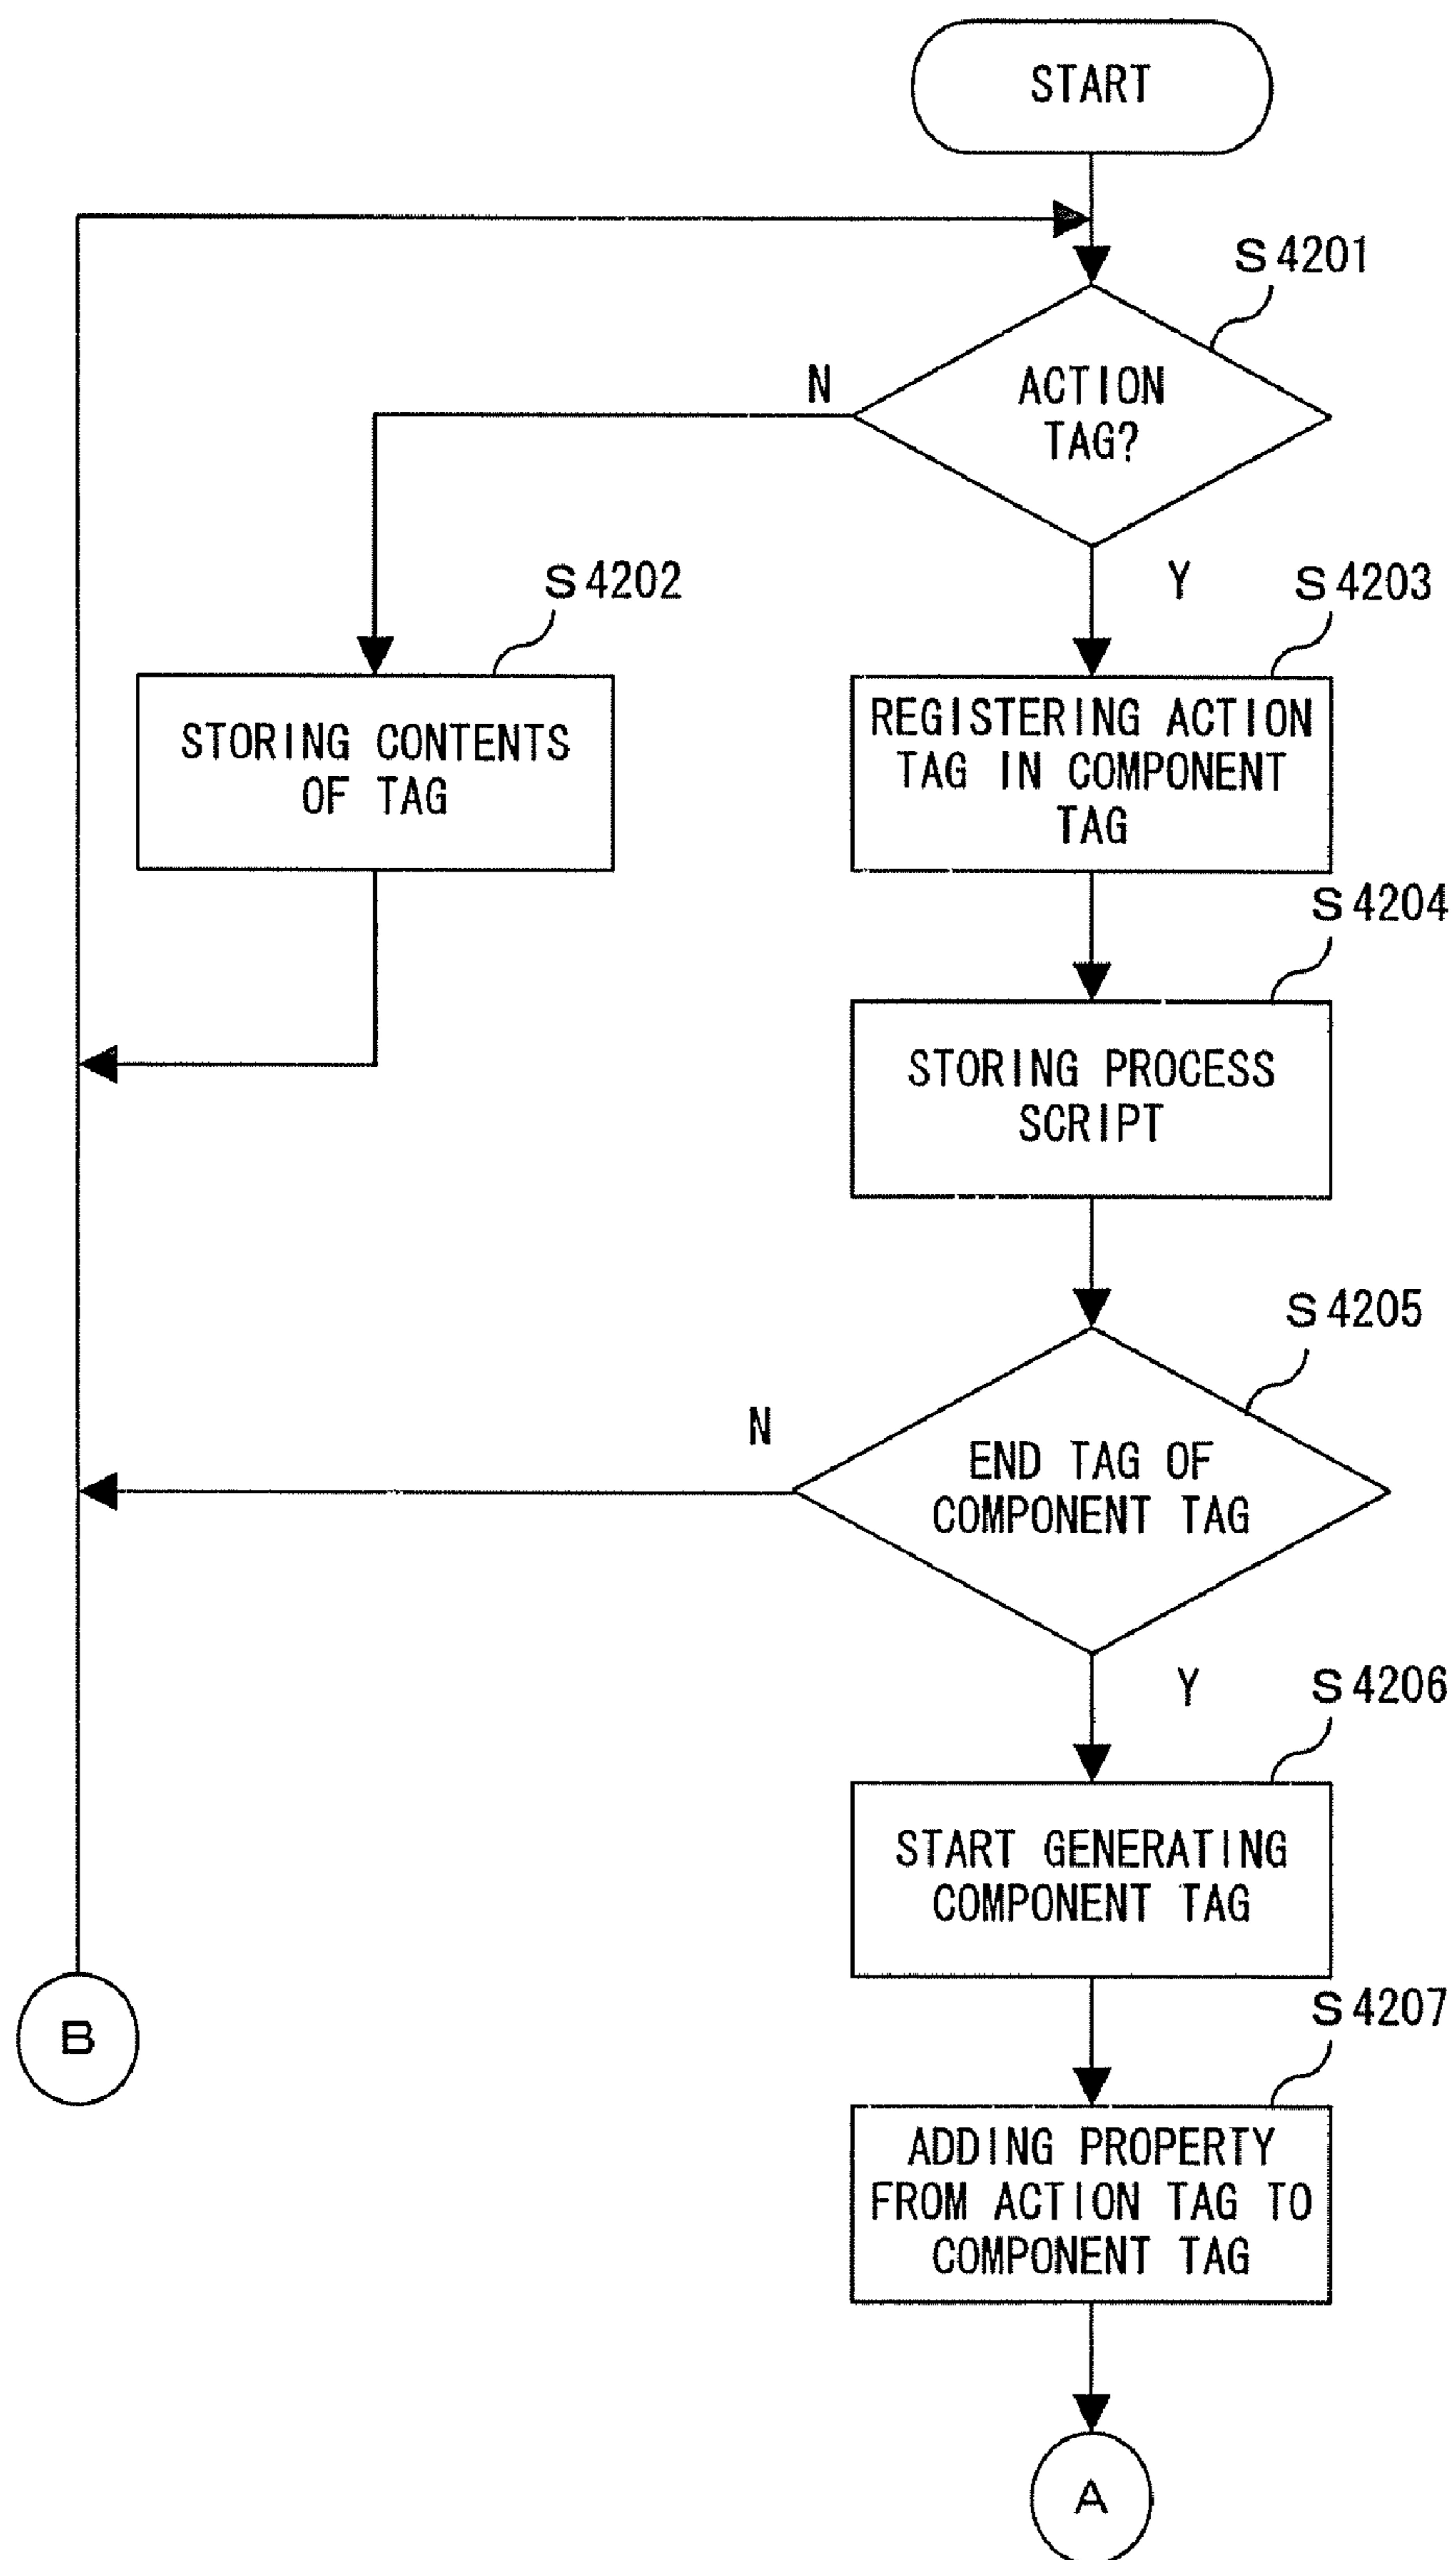 START
S4201
N
ACTION
TAG?
Y
S4202
S4203
STORING CONTENTS
OF TAG
REGISTERING ACTION
TAG IN COMPONENT
TAG
S4204
STORING PROCESS
SCRIPT
S4205
N
END TAG OF
COMPONENT TAG
Y
S4206
START GENERATING
COMPONENT TAG
B
S4207
ADDING PROPERTY
FROM ACTION TAG TO
COMPONENT TAG
A